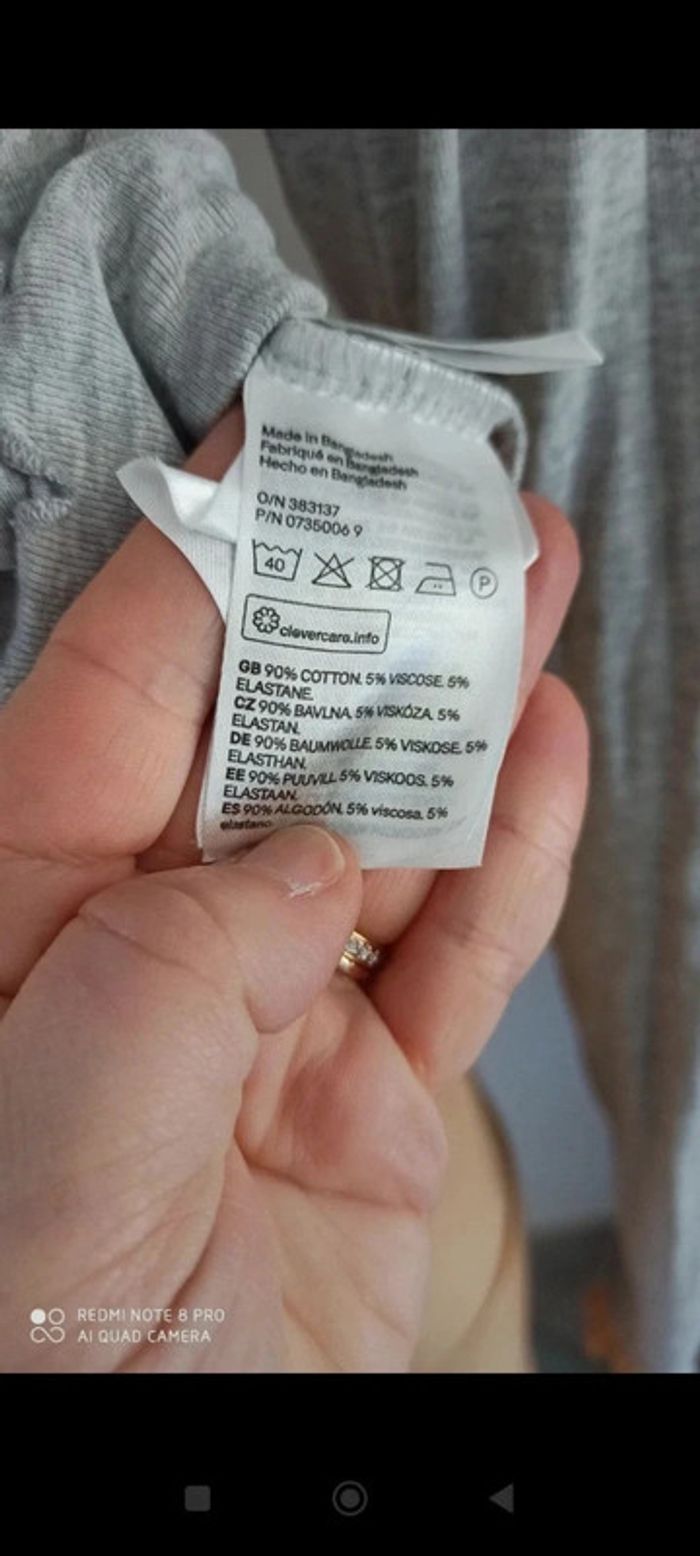 Made in Bangladesh
Fabriqué en Bangladesh
Hecho en Bangladesh
O/N 383137
P/N 0735006 9
40
P
clevercare.info
GB 90% COTTON. 5% VISCOSE. 5%
ELASTANE.
CZ 90% BAVLNA. 5% VISKÓZA. 5%
ELASTAN.
DE 90% BAUMWOLLE. 5% VISKOSE. 5%
ELASTHAN.
EE 90% PUUVILL. 5% VISKOOS. 5%
ELASTAAN.
ES 90% ALGODÓN. 5% viscosa. 5%
elastano.
REDMI NOTE 8 PRO
AI QUAD CAMERA